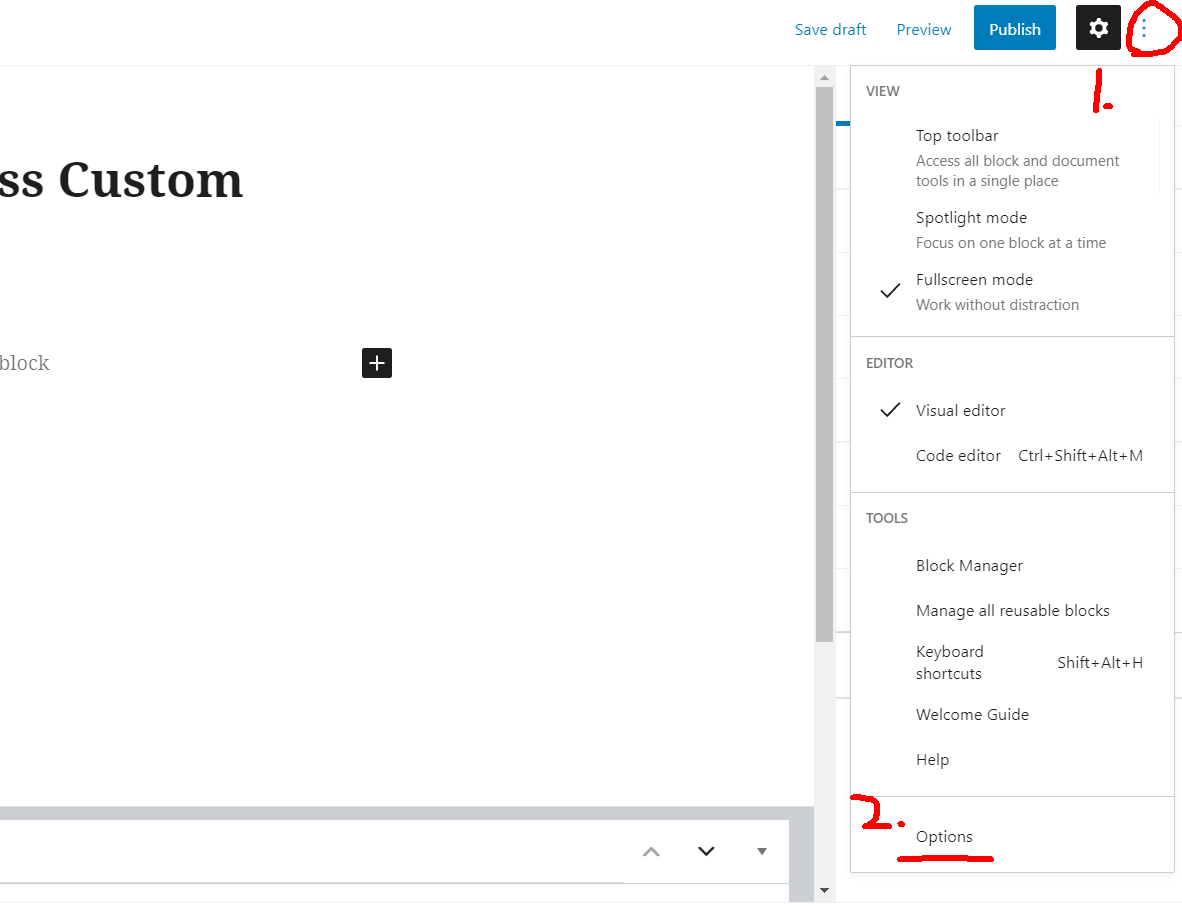 Save draft Preview Publish
1.
VIEW
Top toolbar
Access all block and document
tools in a single place
ss Custom
Spotlight mode
Focus on one block at a time
Fullscreen mode
Work without distraction
block
EDITOR
Visual editor
Code editor Ctrl+Shift+Alt+M
TOOLS
Block Manager
Manage all reusable blocks
Keyboard
shortcuts Shift+Alt+H
Welcome Guide
Help
2.
Options